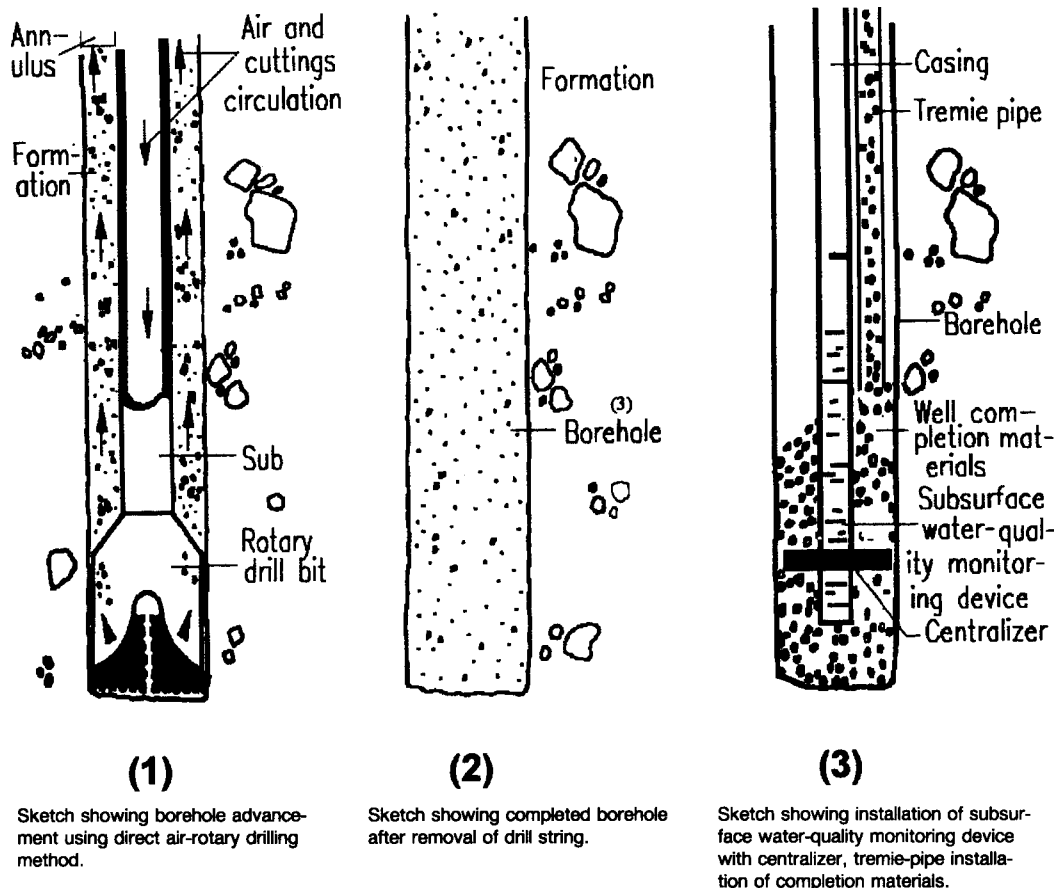 Ann-
ulus
Air and
cuttings
circulation
Form-
ation
Sub
Rotary
drill bit
Formation
(3)
Borehole
Casing
Tremie pipe
Borehole
Well com-
pletion mat-
erials
Subsurface
water-qual-
ity monitor-
ing device
Centralizer
(1)
Sketch showing borehole advance-
ment using direct air-rotary drilling
method.
(2)
Sketch showing completed borehole
after removal of drill string.
(3)
Sketch showing installation of subsur-
face water-quality monitoring device
with centralizer, tremie-pipe installa-
tion of completion materials.